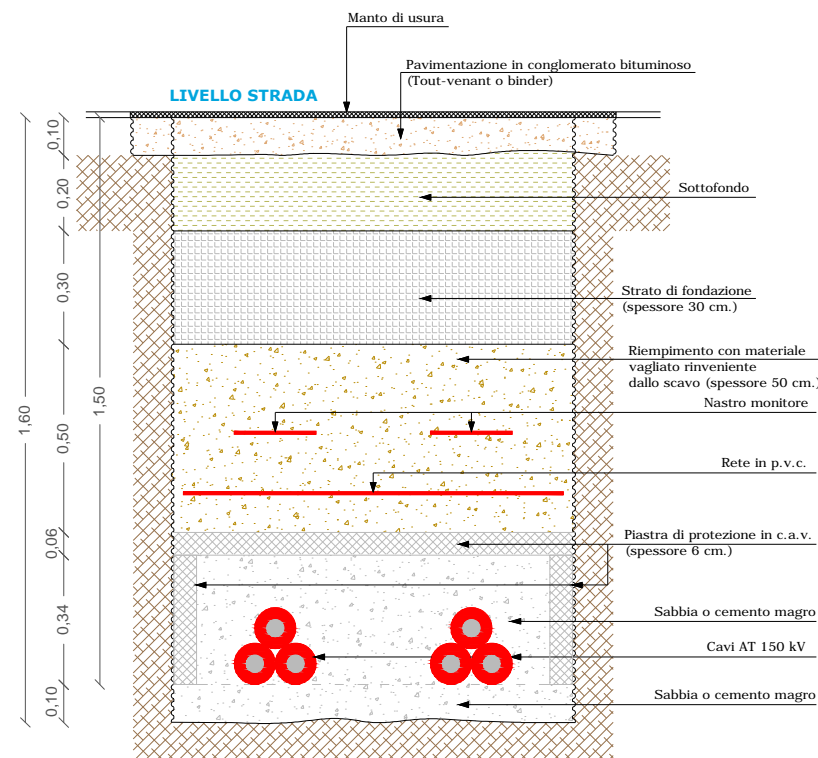 Manto di usura
Pavimentazione in conglomerato bituminoso
(Tout-venant o binder)
LIVELLO STRADA
0,10
0,20
Sottofondo
0,30
Strato di fondazione
(spessore 30 cm.)
Riempimento con materiale
vagliato rinveniente
dallo scavo (spessore 50 cm.)
1,50
Nastro monitore
1,60
0,50
Rete in p.v.c.
0,06
Piastra di protezione in c.a.v.
(spessore 6 cm.)
0,34
Sabbia o cemento magro
Cavi AT 150 kV
0,10
Sabbia o cemento magro